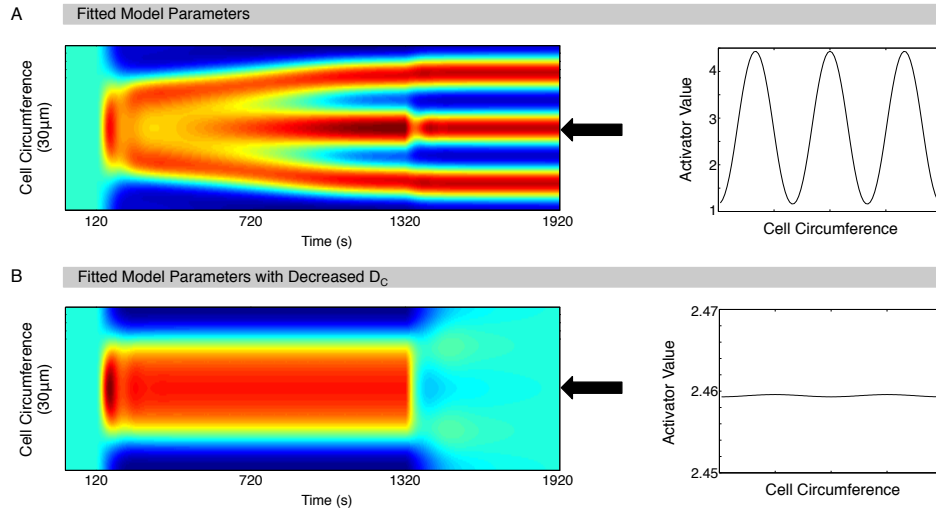 A
Fitted Model Parameters
Cell Circumference
(30μm)
120
720
1320
1920
Time (s)
Activator Value
4
3
2
1
Cell Circumference
B
Fitted Model Parameters with Decreased D_C
Cell Circumference
(30μm)
120
720
1320
1920
Time (s)
Activator Value
2.47
2.46
2.46
2.45
Cell Circumference